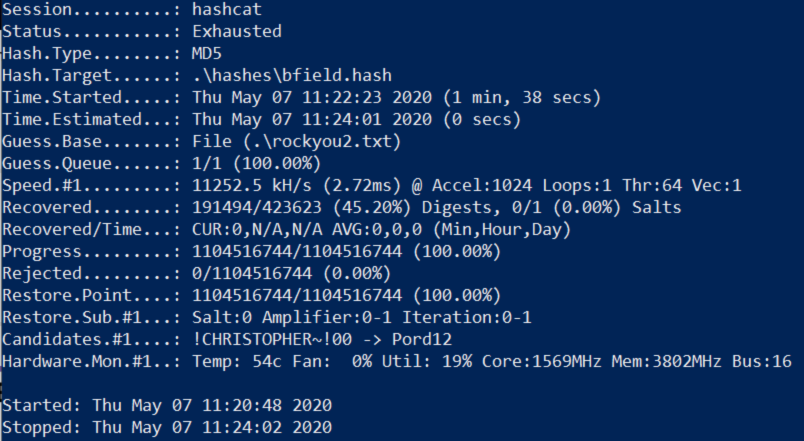 Session..........: hashcat
Status...........: Exhausted
Hash.Type........: MD5
Hash.Target......: .\hashes\bfield.hash
Time.Started.....: Thu May 07 11:22:23 2020 (1 min, 38 secs)
Time.Estimated...: Thu May 07 11:24:01 2020 (0 secs)
Guess.Base.......: File (.\rockyou2.txt)
Guess.Queue......: 1/1 (100.00%)
Speed.#1.........: 11252.5 kH/s (2.72ms) @ Accel:1024 Loops:1 Thr:64 Vec:1
Recovered........: 191494/423623 (45.20%) Digests, 0/1 (0.00%) Salts
Recovered/Time...: CUR:0,N/A,N/A AVG:0,0,0 (Min,Hour,Day)
Progress.........: 1104516744/1104516744 (100.00%)
Rejected.........: 0/1104516744 (0.00%)
Restore.Point....: 1104516744/1104516744 (100.00%)
Restore.Sub.#1...: Salt:0 Amplifier:0-1 Iteration:0-1
Candidates.#1....: !CHRISTOPHER~!00 -> Pord12
Hardware.Mon.#1..: Temp: 54c Fan:  0% Util: 19% Core:1569MHz Mem:3802MHz Bus:16
Started: Thu May 07 11:20:48 2020
Stopped: Thu May 07 11:24:02 2020